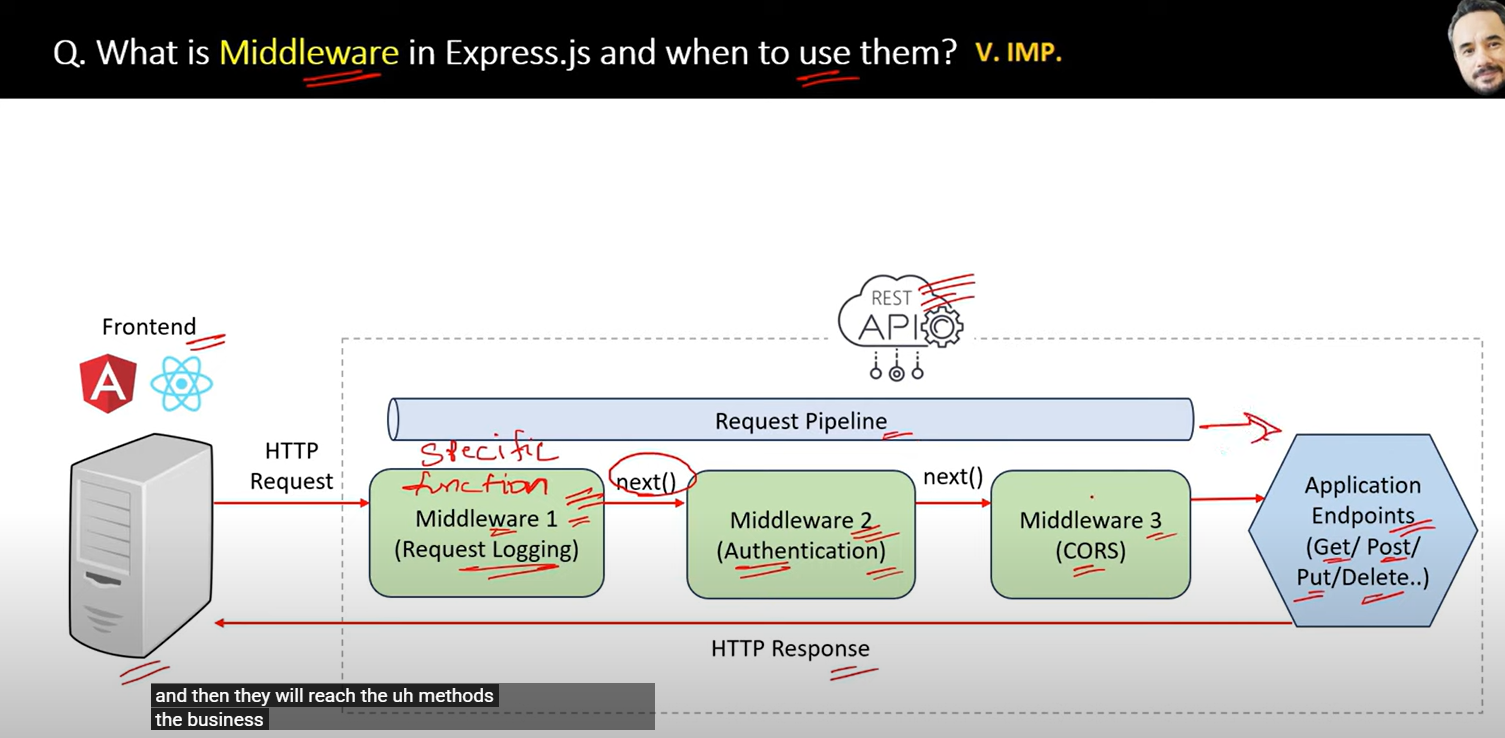 Q. What is Middleware in Express.js and when to use them? V. IMP.
REST
API
Frontend
A
Request Pipeline
HTTP
Request
specific
function
Middleware 1
(Request Logging)
next()
Middleware 2
(Authentication)
next()
Middleware 3
(CORS)
Application
Endpoints
(Get/ Post/
Put/Delete..)
HTTP Response
and then they will reach the uh methods
the business